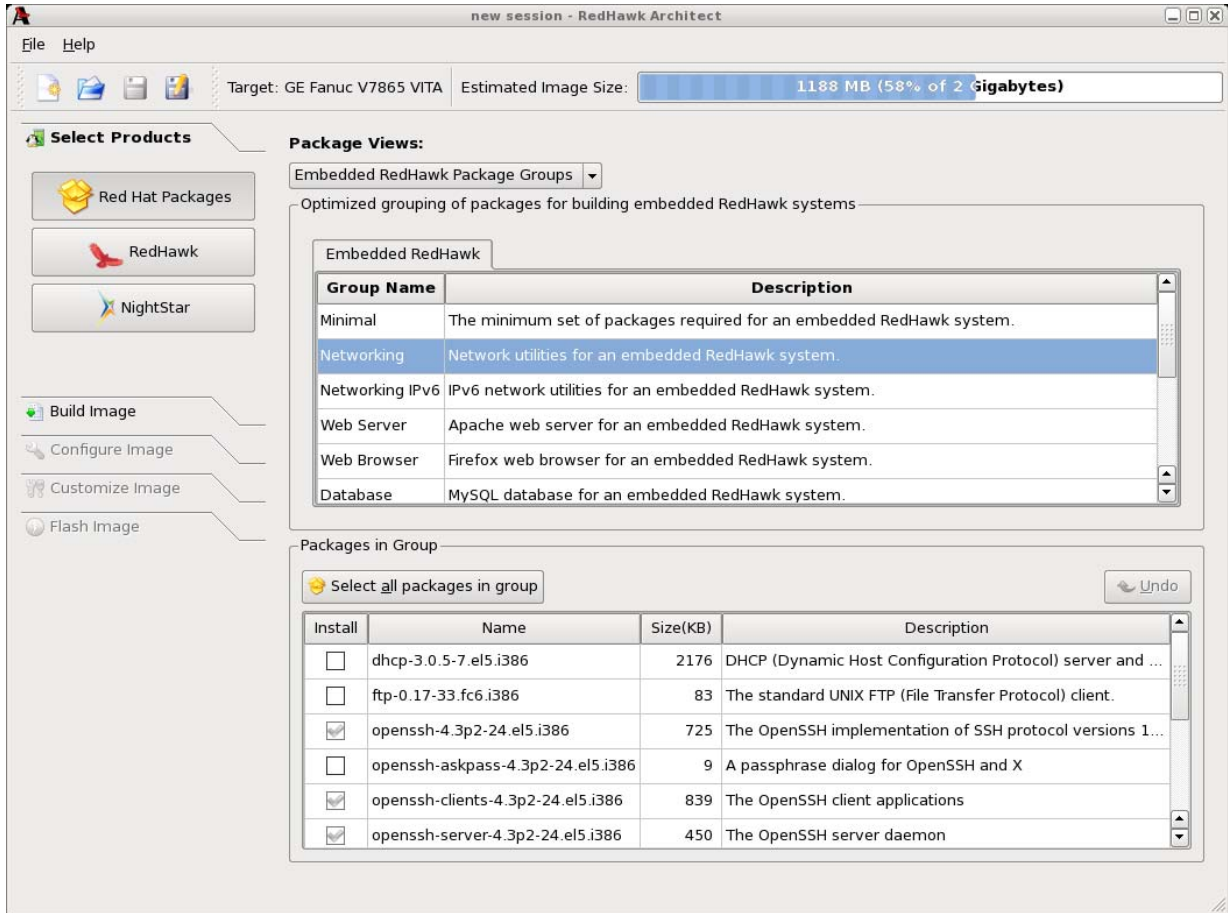 new session - RedHawk Architect
File Help
Target: GE Fanuc V7865 VITA Estimated Image Size: 1188 MB (58% of 2 Gigabytes)
Select Products
Red Hat Packages
RedHawk
NightStar
Build Image
Configure Image
Customize Image
Flash Image
Package Views:
Embedded RedHawk Package Groups
Optimized grouping of packages for building embedded RedHawk systems
Embedded RedHawk
Group Name Description
Minimal The minimum set of packages required for an embedded RedHawk system.
Networking Network utilities for an embedded RedHawk system.
Networking IPv6 IPv6 network utilities for an embedded RedHawk system.
Web Server Apache web server for an embedded RedHawk system.
Web Browser Firefox web browser for an embedded RedHawk system.
Database MySQL database for an embedded RedHawk system.
Packages in Group
Select all packages in group Undo
Install Name Size(KB) Description
dhcp-3.0.5-7.el5.i386 2176 DHCP (Dynamic Host Configuration Protocol) server and ...
ftp-0.17-33.fc6.i386 83 The standard UNIX FTP (File Transfer Protocol) client.
openssh-4.3p2-24.el5.i386 725 The OpenSSH implementation of SSH protocol versions 1...
openssh-askpass-4.3p2-24.el5.i386 9 A passphrase dialog for OpenSSH and X
openssh-clients-4.3p2-24.el5.i386 839 The OpenSSH client applications
openssh-server-4.3p2-24.el5.i386 450 The OpenSSH server daemon